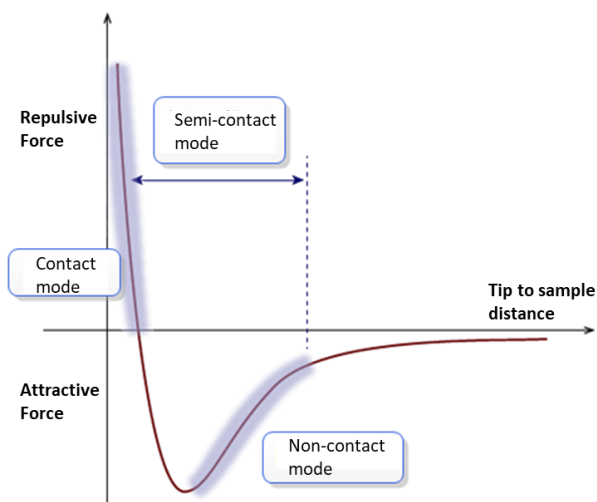 Repulsive
Force
Semi-contact
mode
Contact
mode
Tip to sample
distance
Attractive
Force
Non-contact
mode